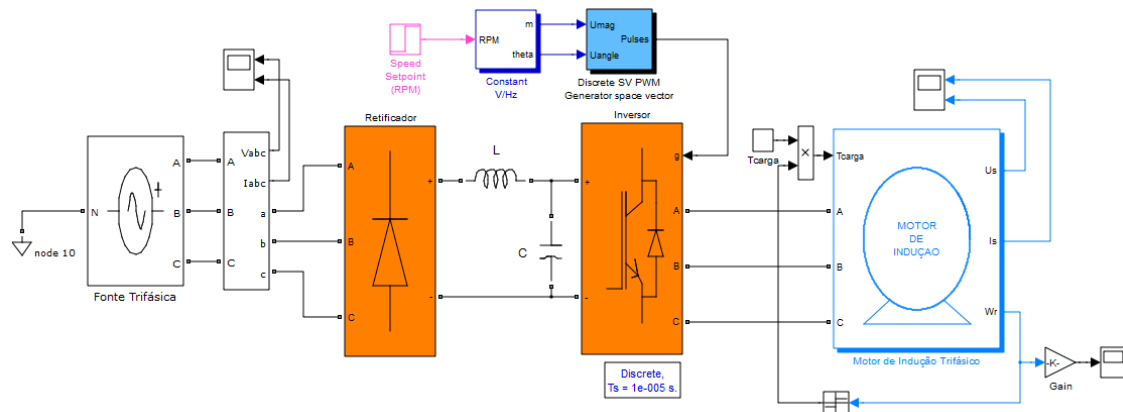 m
Umag
RPM
Pulses
theta
Uangle
Speed
Setpoint
(RPM)
Constant
V/Hz
Discrete SV PWM
Generator space vector
Retificador
Inversor
Vabc
Iabc
A
A
a
N
B
B
b
C
C
c
node 10
Fonte Trifásica
A
B
C
+
-
L
C
+
-
g
A
B
C
Discrete,
Ts = 1e-005 s.
Tcarga
×
Tcarga
A
B
C
MOTOR
DE
INDUÇAO
Us
Is
Wr
Motor de Indução Trifásico
-K-
Gain